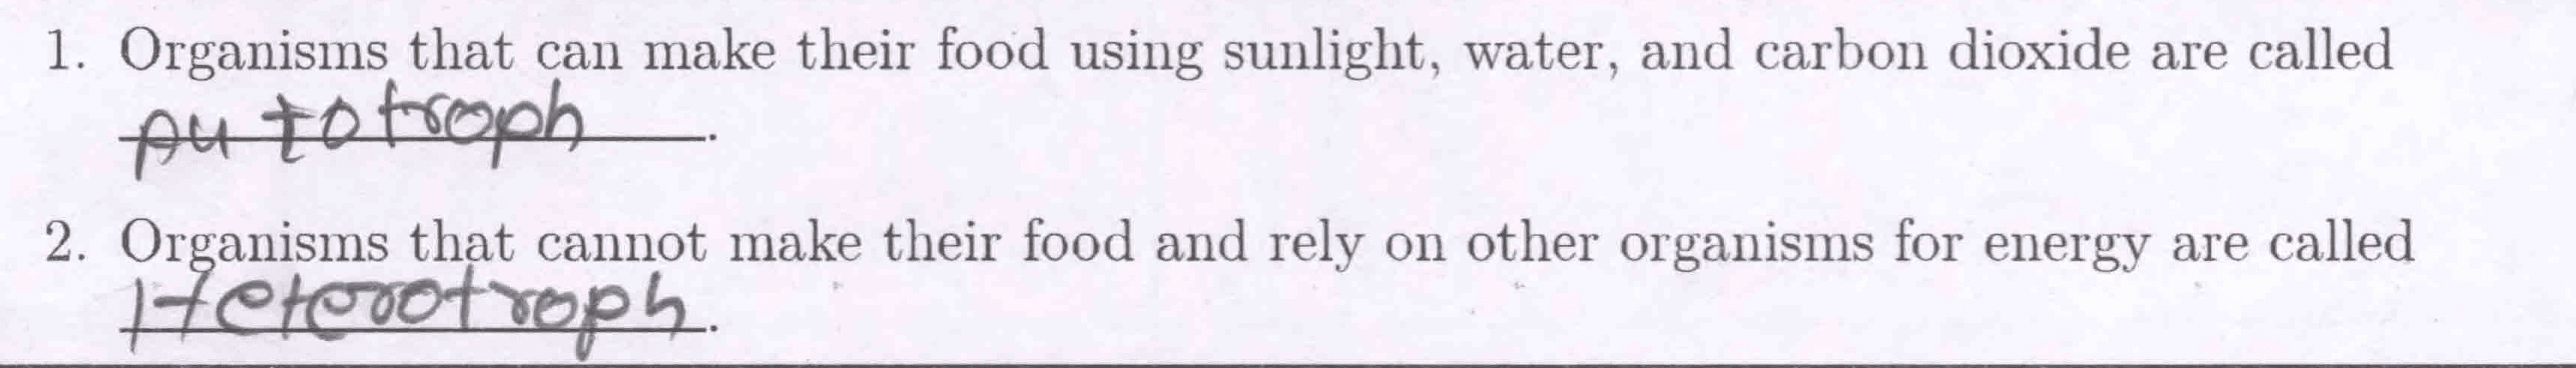 1. Organisms that can make their food using sunlight, water, and carbon dioxide are called
Autotroph.
2. Organisms that cannot make their food and rely on other organisms for energy are called
Heterotroph.